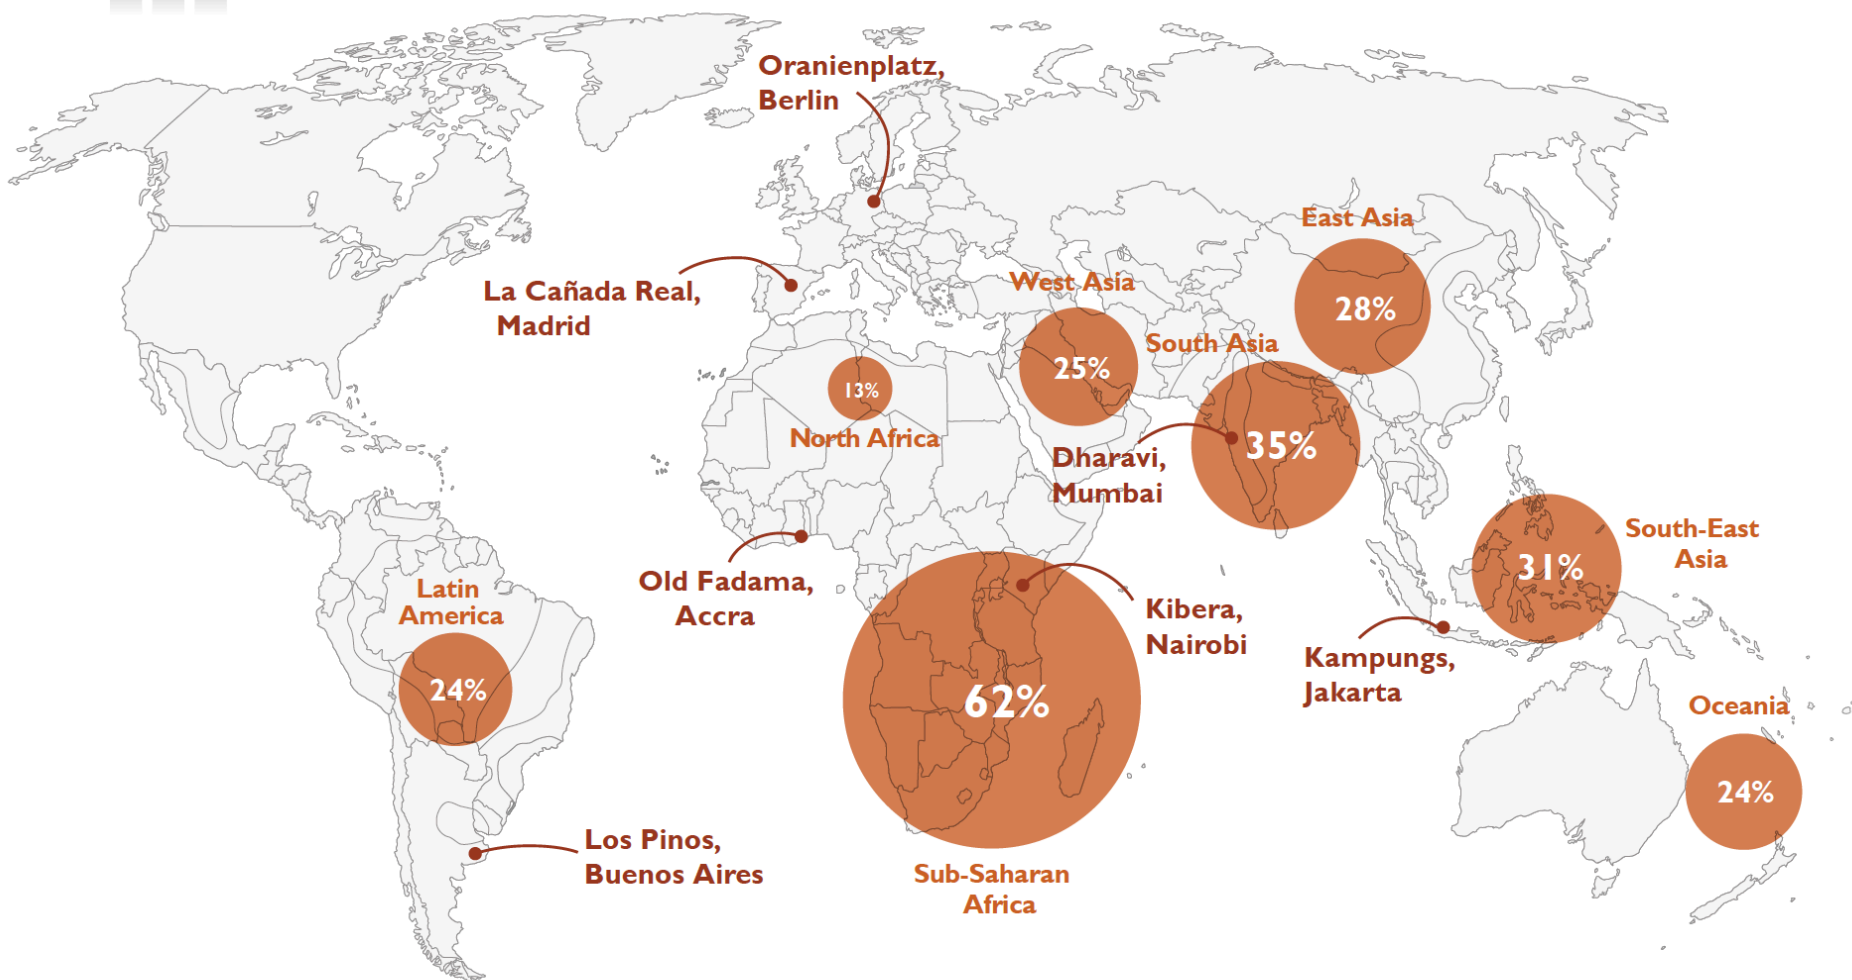 Oranienplatz,
Berlin
East Asia
28%
La Cañada Real,
Madrid
West Asia
25%
South Asia
35%
13%
North Africa
Dharavi,
Mumbai
South-East
Asia
31%
Old Fadama,
Accra
Latin
America
24%
Kibera,
Nairobi
Kampungs,
Jakarta
62%
Sub-Saharan
Africa
Oceania
24%
Los Pinos,
Buenos Aires